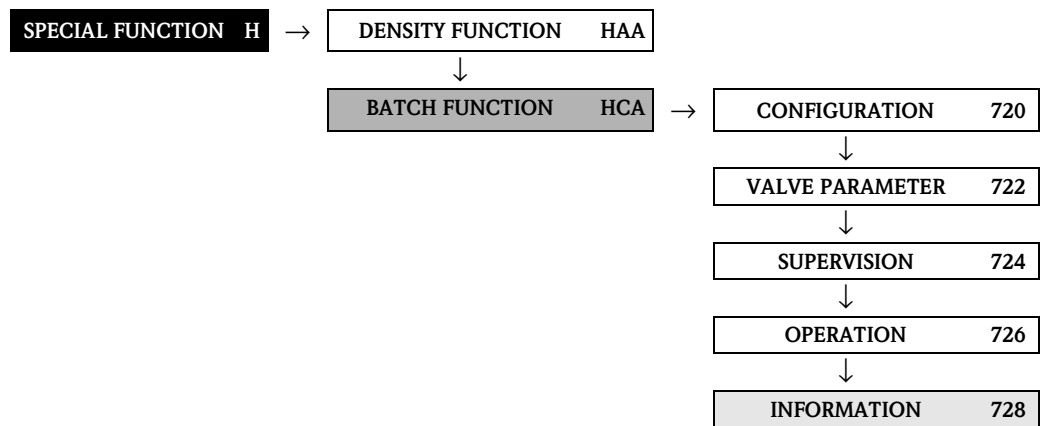 SPECIAL FUNCTION H → DENSITY FUNCTION HAA
↓
BATCH FUNCTION HCA → CONFIGURATION 720
↓
VALVE PARAMETER 722
↓
SUPERVISION 724
↓
OPERATION 726
↓
INFORMATION 728